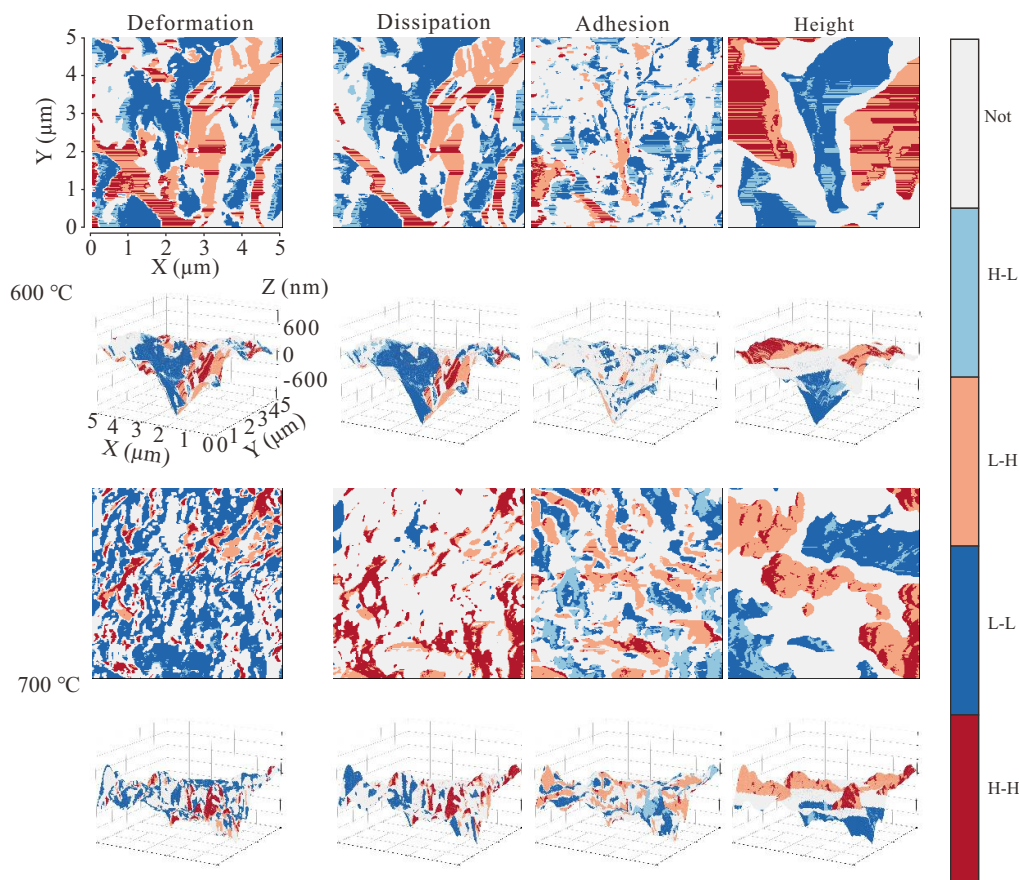 Deformation
Dissipation
Adhesion
Height
5
4
3
2
1
0
Y (μm)
0 1 2 3 4 5
X (μm)
Not
H-L
L-H
L-L
H-H
600 °C
Z (nm)
600
0
-600
5 4 3 2 1 0
X (μm)
0 1 2 3 4 5
Y (μm)
700 °C